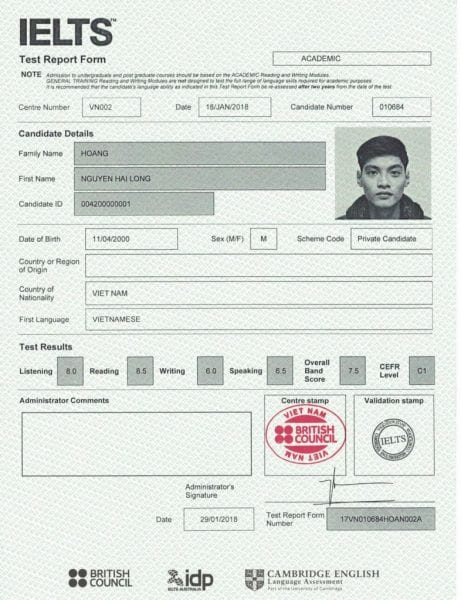 IELTS™
Test Report Form
ACADEMIC
NOTE Admission to undergraduate and post graduate courses should be based on the ACADEMIC Reading and Writing Modules.
GENERAL TRAINING Reading and Writing Modules are not designed to test the full range of language skills required for academic purposes.
It is recommended that the candidate's language ability as indicated in this Test Report Form be re-assessed after two years from the date of the test.
Centre Number VN002 Date 18/JAN/2018 Candidate Number 010684
Candidate Details
Family Name HOANG
First Name NGUYEN HAI LONG
Candidate ID 004200000001
Date of Birth 11/04/2000 Sex (M/F) M Scheme Code Private Candidate
Country or Region
of Origin
Country of
Nationality VIET NAM
First Language VIETNAMESE
Test Results
Listening 8.0 Reading 8.5 Writing 6.0 Speaking 6.5 Overall Band Score 7.5 CEFR Level C1
Administrator Comments
Centre stamp
Validation stamp
VIET NAM
BRITISH
COUNCIL
VIET NAM
IELTS
Administrator's
Signature
Date 29/01/2018
Test Report Form
Number 17VN010684HOAN002A
BRITISH
COUNCIL
idp
IELTS AUSTRALIA
CAMBRIDGE ENGLISH
Language Assessment
Part of the University of Cambridge